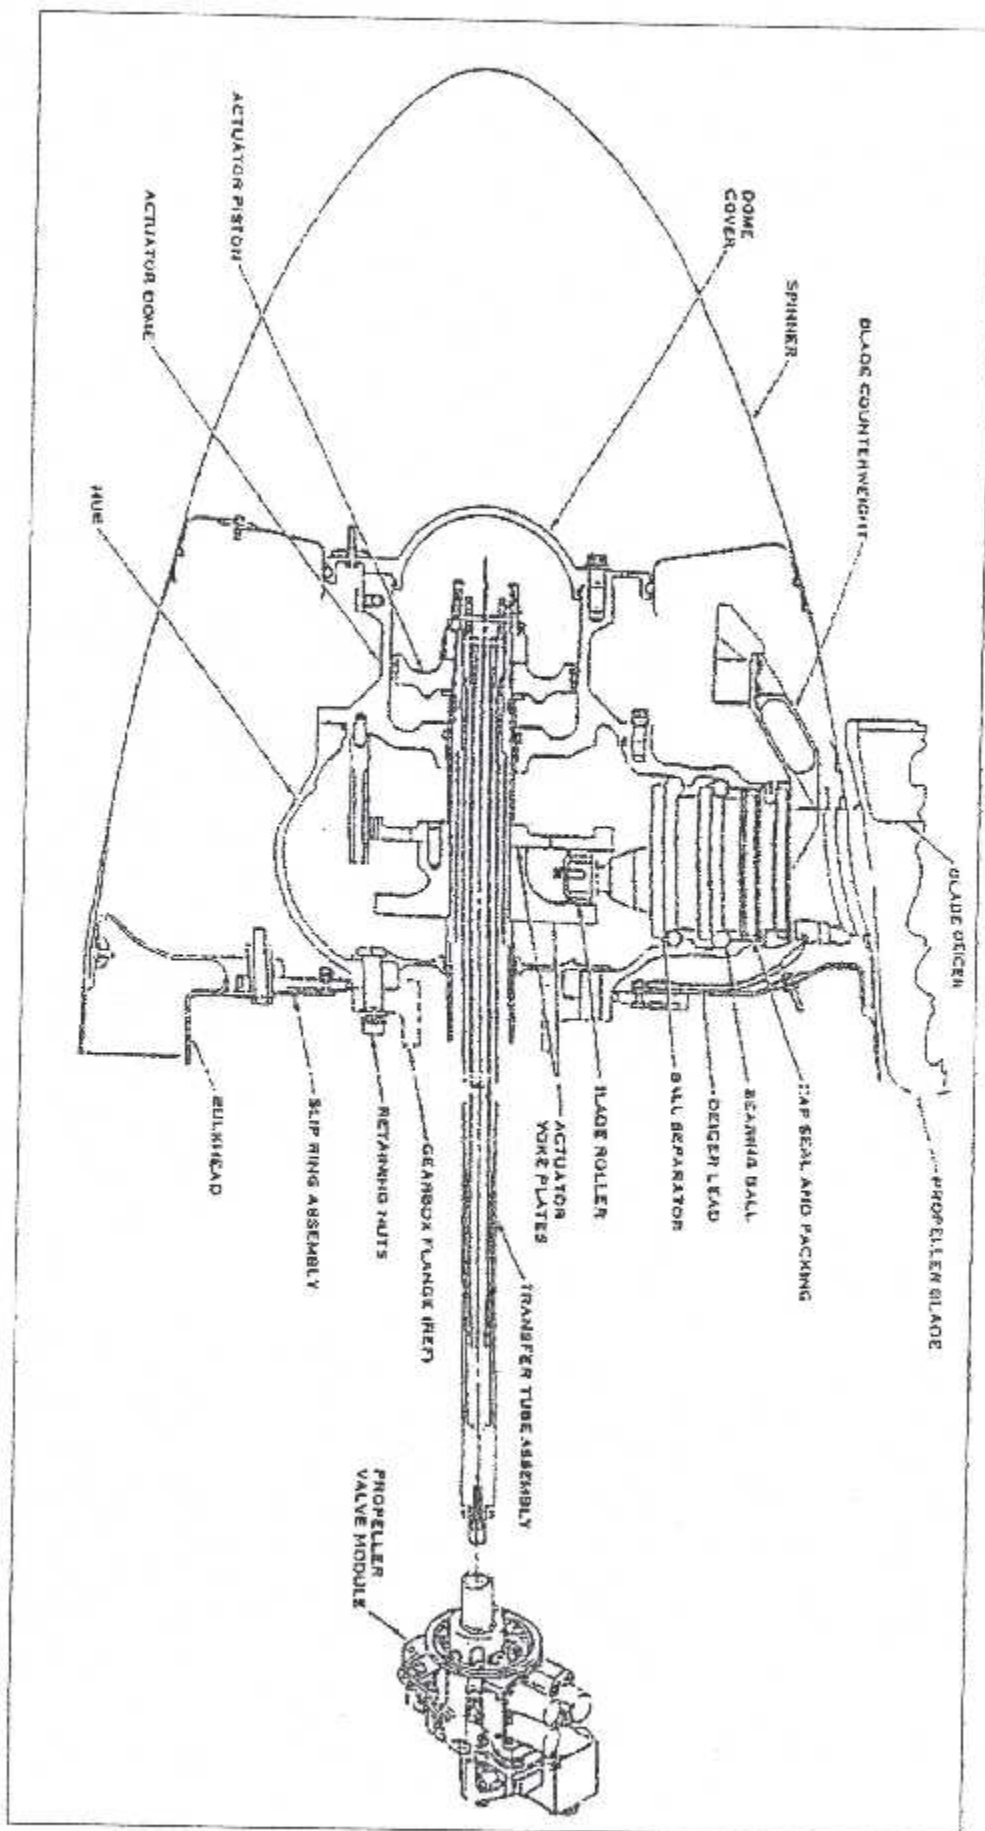 ACTUATOR PISTON
ACTUATOR DOME
HUB
DOME
COVER
SPINNER
BLADE COUNTERWEIGHT
BLADE DEICER
PROPELLER BLADE
CAP SEAL AND PACKING
BEARING BALL
DEICER LEAD
BALL SEPARATOR
BLADE ROLLER
ACTUATOR
YOKE PLATES
TRANSFER TUBE ASSEMBLY
GEARBOX FLANGE (REF)
RETAINING NUTS
SLIP RING ASSEMBLY
BULKHEAD
PROPELLER
VALVE MODULE